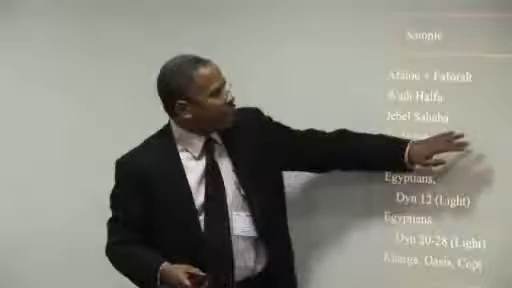 Sample
Afalou + Taforalt
Wadi Halfa
Jebel Sahaba
Egyptians,
Dyn 12 (Light)
Egyptians
Dyn 20-28 (Light)
Kharga, Oasis, Copt